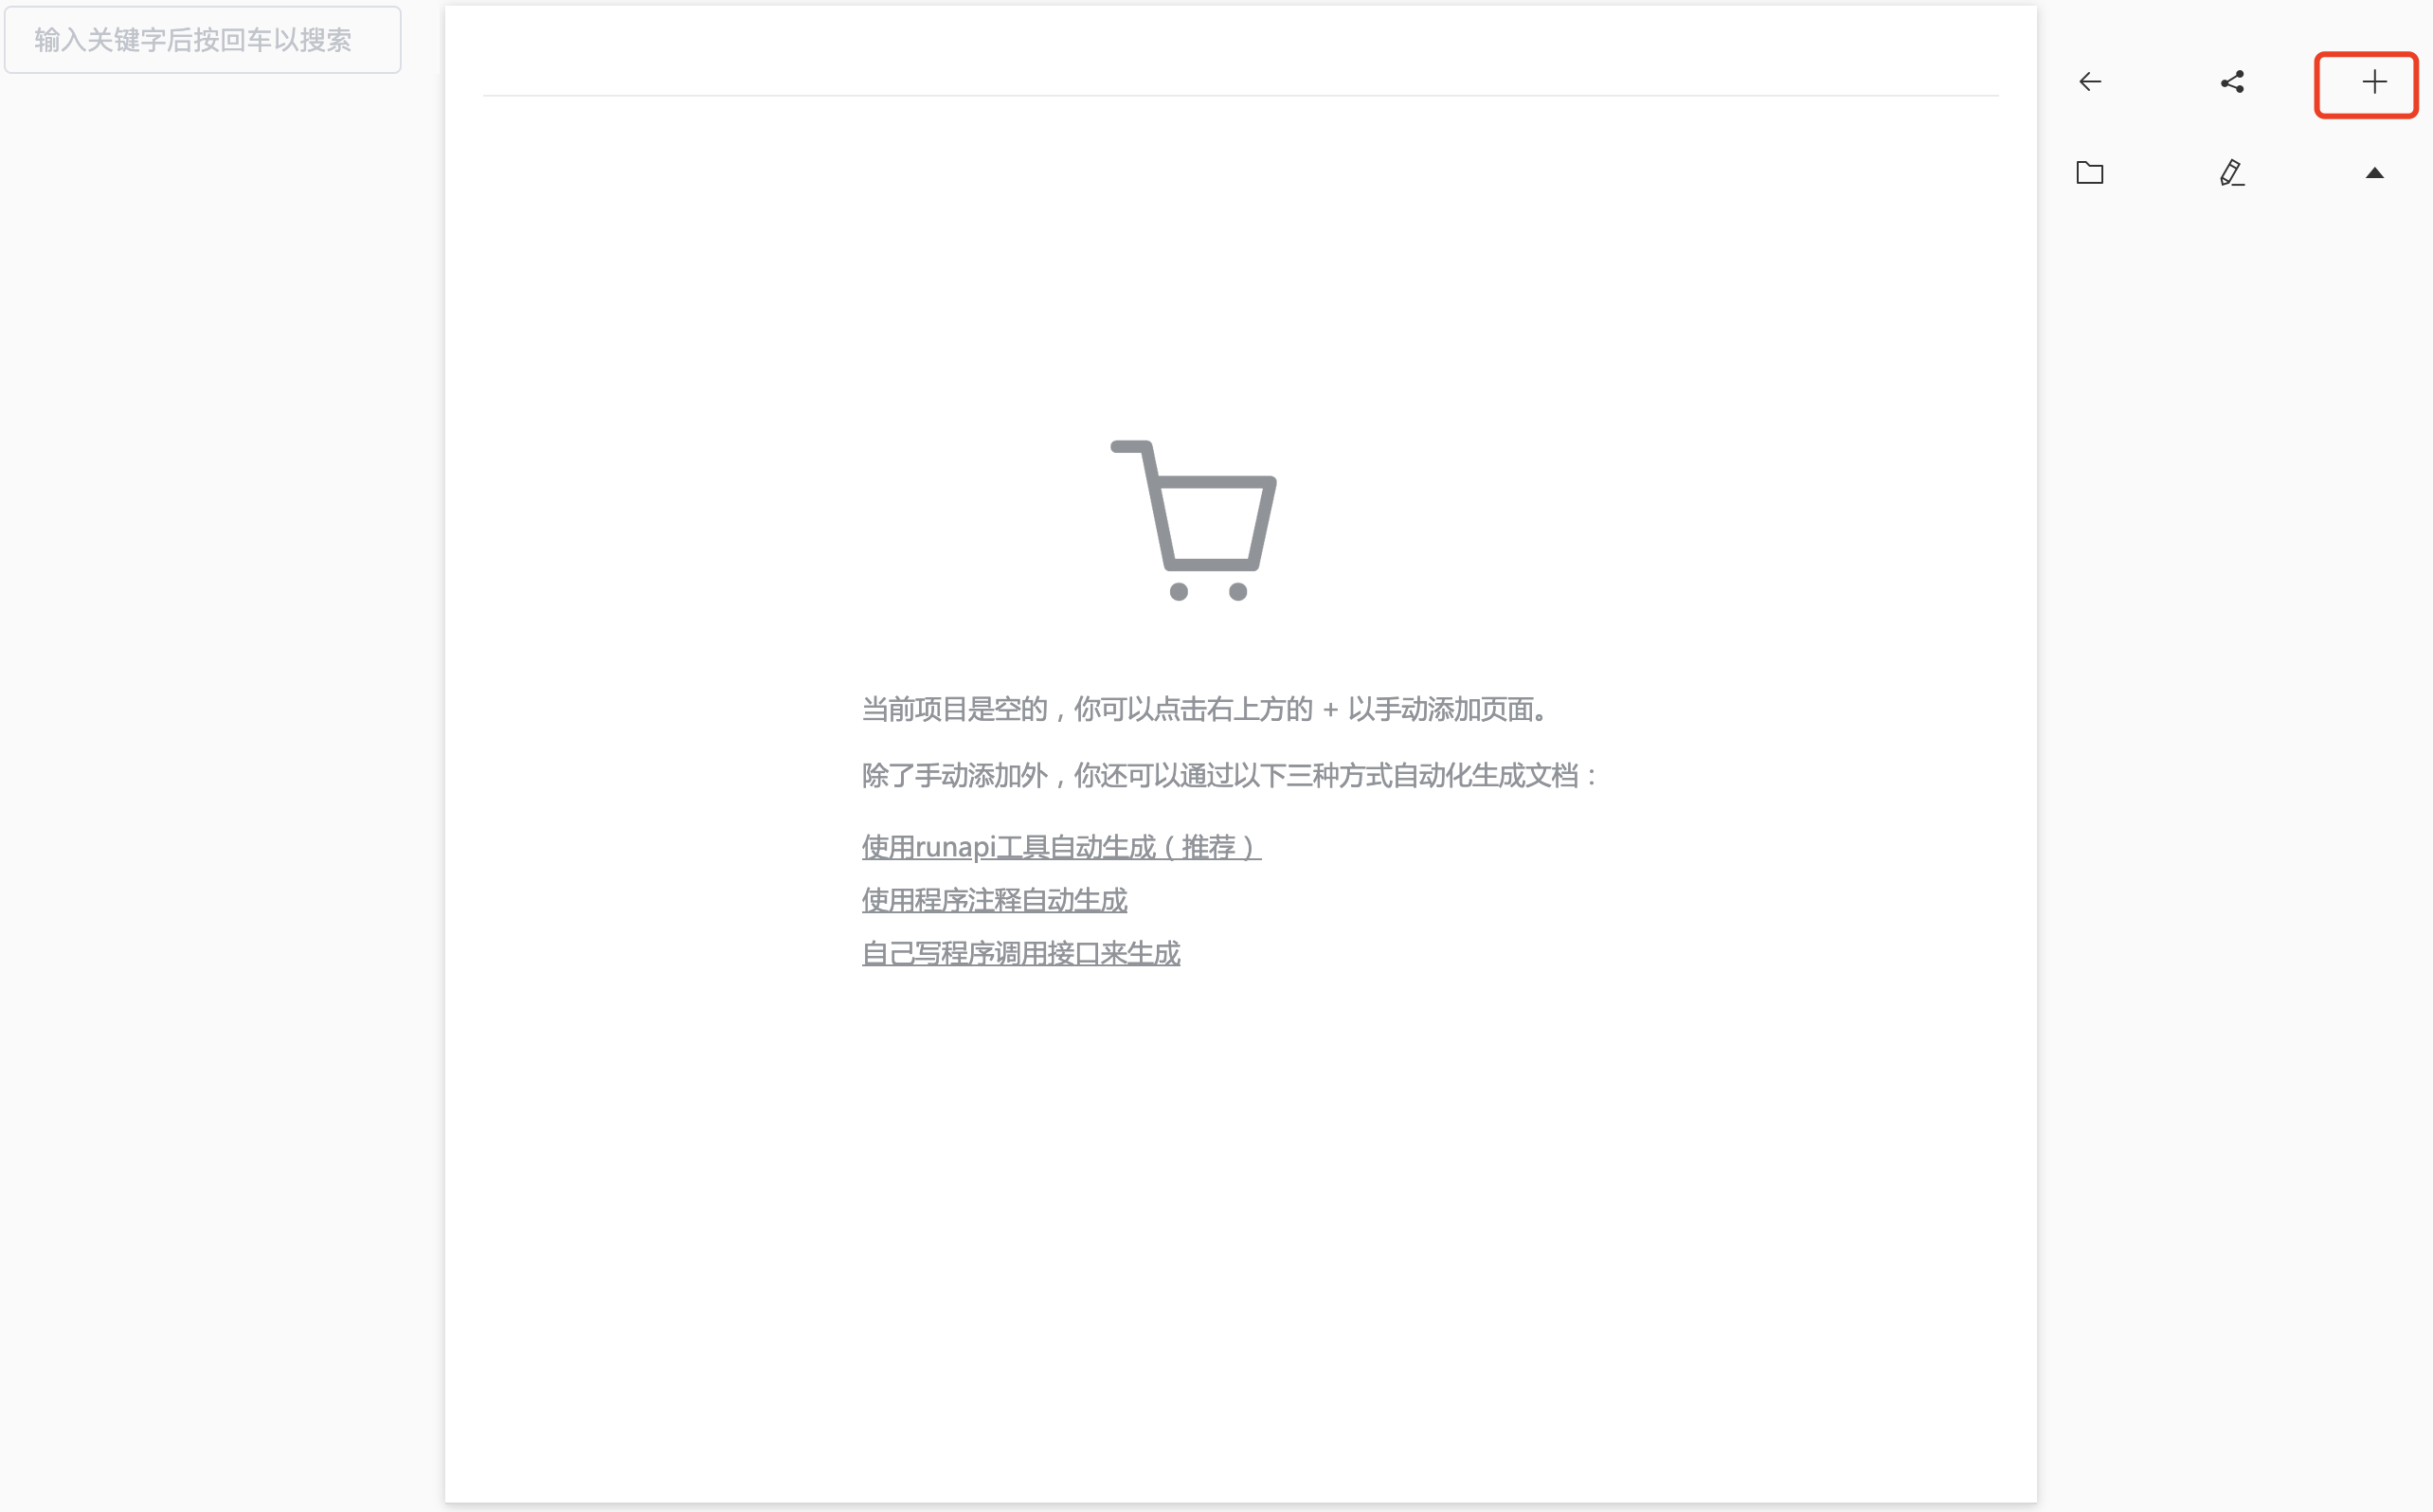 输入关键字后按回车以搜索
当前项目是空的，你可以点击右上方的 + 以手动添加页面。
除了手动添加外，你还可以通过以下三种方式自动化生成文档：
使用runapi工具自动生成（推荐）
使用程序注释自动生成
自己写程序调用接口来生成